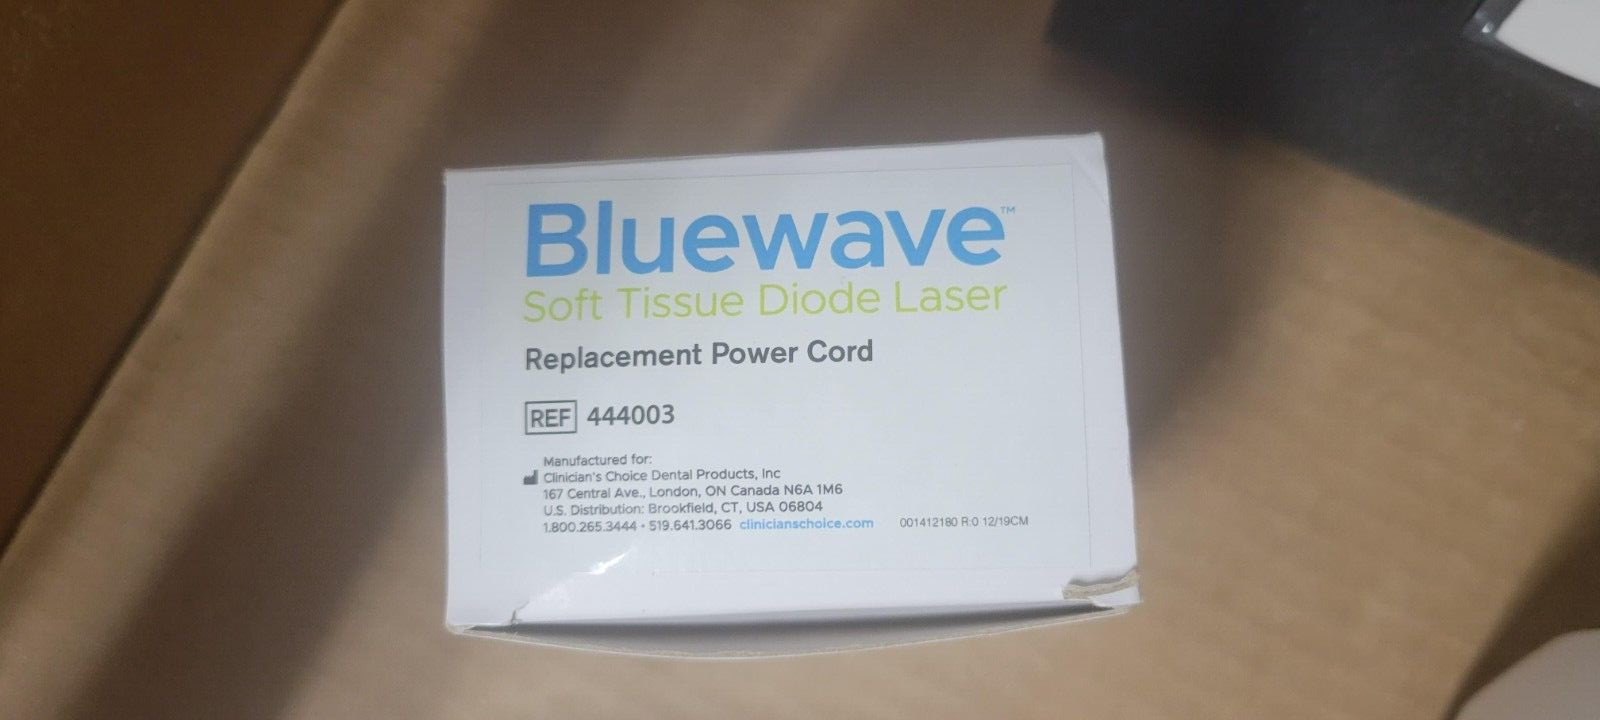 Bluewave™
Soft Tissue Diode Laser
Replacement Power Cord
REF 444003
Manufactured for:
Clinician's Choice Dental Products, Inc
167 Central Ave., London, ON Canada N6A 1M6
U.S. Distribution: Brookfield, CT, USA 06804
1.800.265.3444 • 519.641.3066 clinicianschoice.com 001412180 R:0 12/19CM